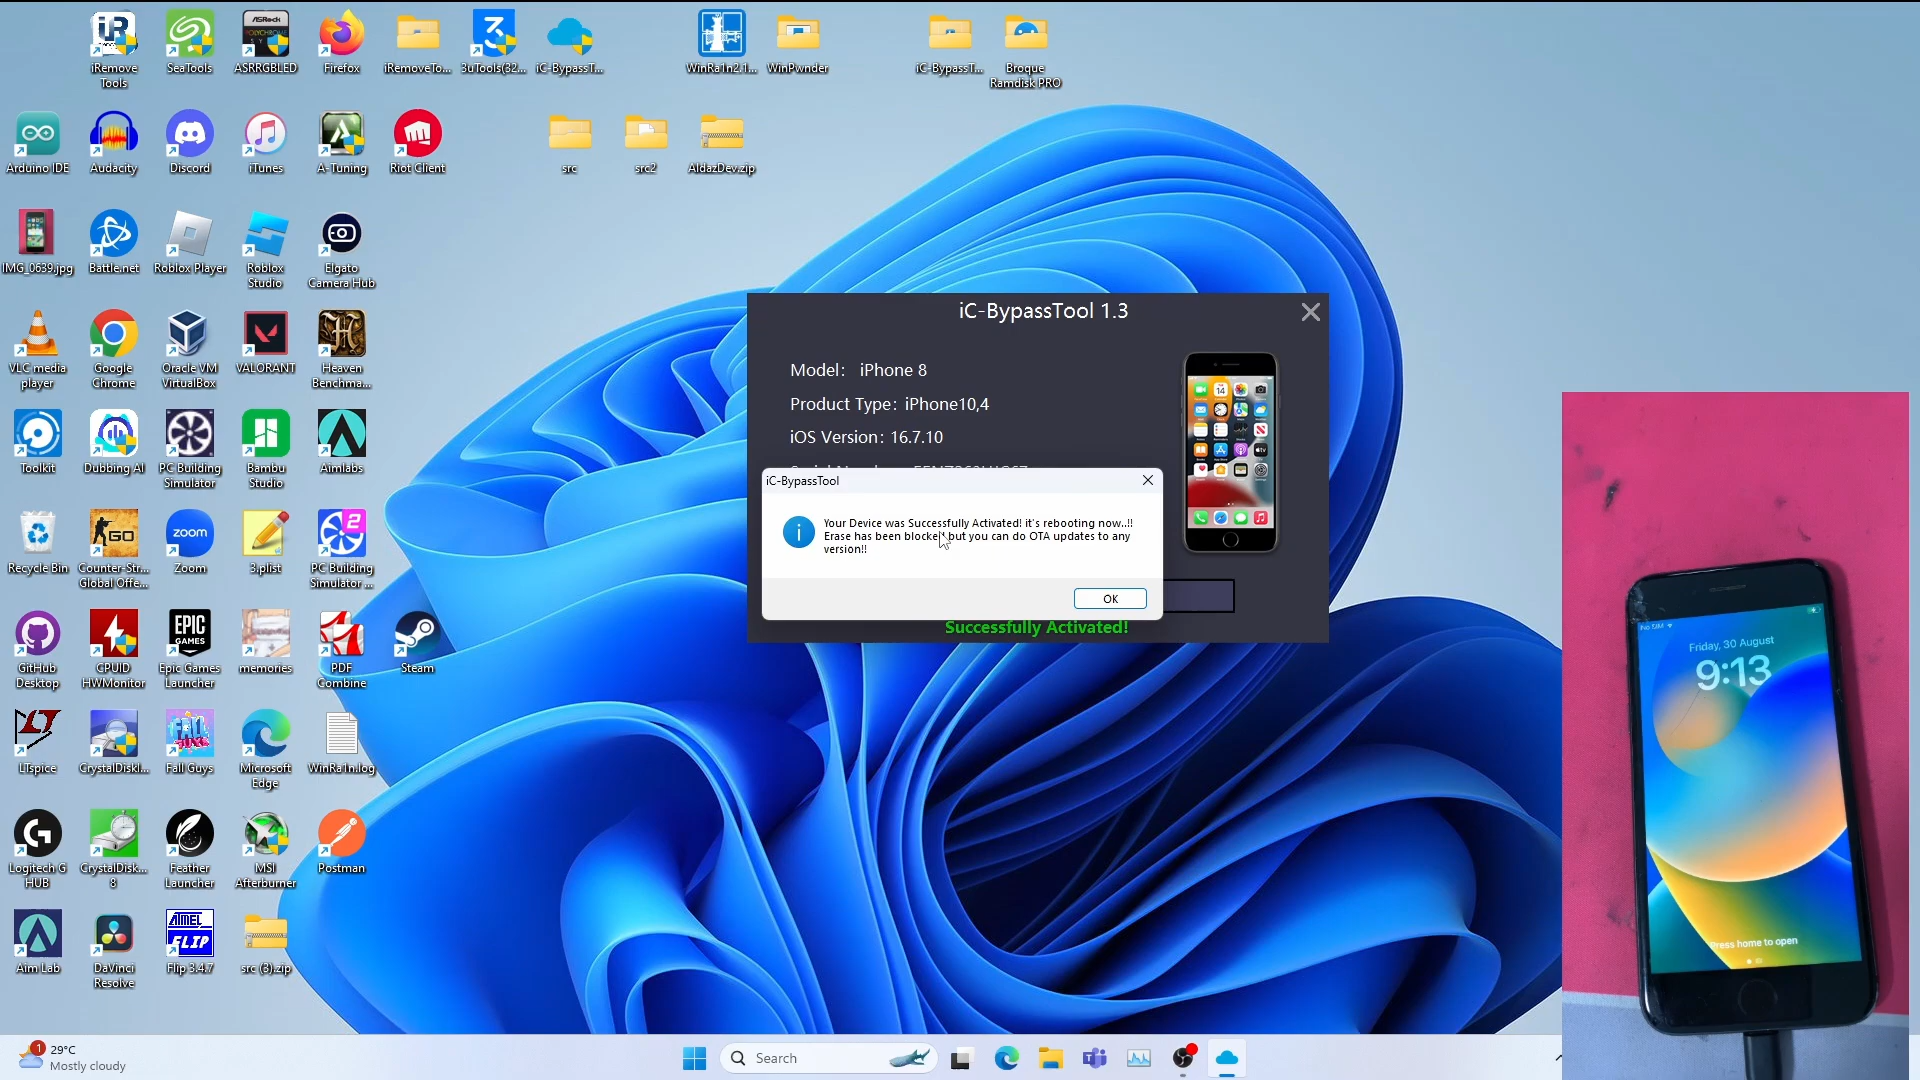 iRemove
Tools
SeaTools
ASRRGBLED
Firefox
iRemoveTo...
3uTools(32...
iC-BypassT...
WinRa1n2.1...
WinPwnder
iC-BypassT...
Broque
Ramdisk PRO
Arduino IDE
Audacity
Discord
iTunes
A-Tuning
Riot Client
src
src2
AldazDev.zip
IMG_0639.jpg
Battle.net
Roblox Player
Roblox
Studio
Elgato
Camera Hub
VLC media
player
Google
Chrome
Oracle VM
VirtualBox
VALORANT
Heaven
Benchma...
Toolkit
Dubbing AI
PC Building
Simulator
Bambu
Studio
Aimlabs
Recycle Bin
Counter-Str...
Global Offe...
Zoom
3.plist
PC Building
Simulator ...
GitHub
Desktop
CPUID
HWMonitor
Epic Games
Launcher
memories
PDF
Combine
Steam
LTspice
CrystalDiskI...
Fall Guys
Microsoft
Edge
WinRa1n.log
Logitech G
HUB
CrystalDisk...
8
Feather
Launcher
MSI
Afterburner
Postman
Aim Lab
DaVinci
Resolve
Flip 3.4.7
src (3).zip
iC-BypassTool 1.3
Model: iPhone 8
Product Type: iPhone10,4
iOS Version: 16.7.10
iC-BypassTool
Your Device was Successfully Activated! it's rebooting now..!!
Erase has been blocked but you can do OTA updates to any
version!!
OK
Successfully Activated!
No SIM
Friday, 30 August
9:13
Press home to open
1
29°C
Mostly cloudy
Search